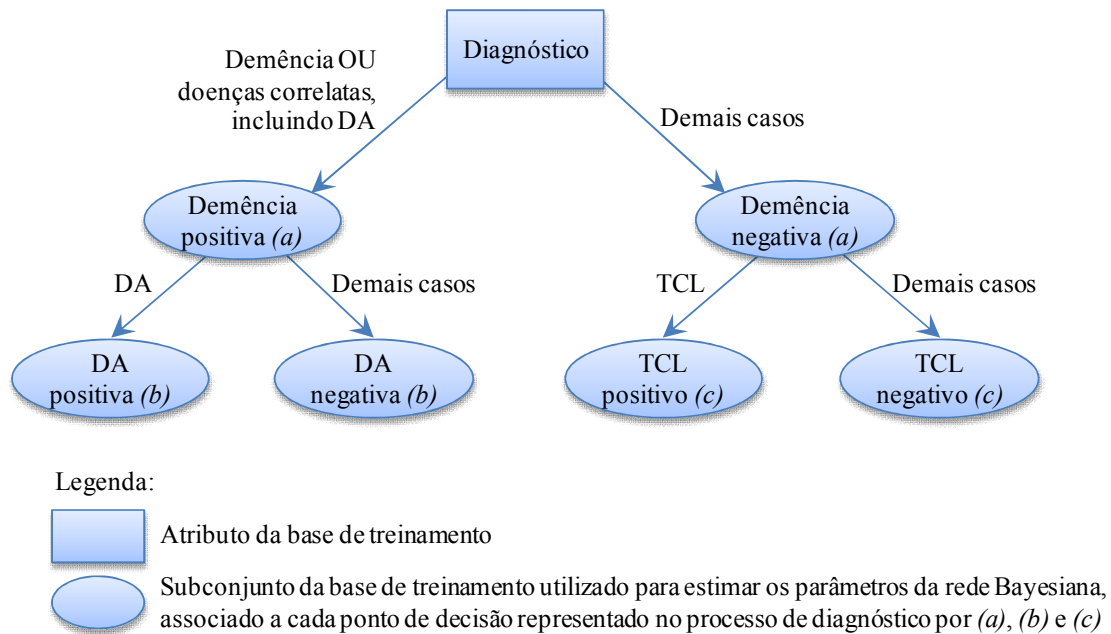 Diagnóstico
Demência OU
doenças correlatas,
incluindo DA
Demais casos
Demência
positiva (a)
Demência
negativa (a)
DA
Demais casos
TCL
Demais casos
DA
positiva (b)
DA
negativa (b)
TCL
positivo (c)
TCL
negativo (c)
Legenda:
Atributo da base de treinamento
Subconjunto da base de treinamento utilizado para estimar os parâmetros da rede Bayesiana,
associado a cada ponto de decisão representado no processo de diagnóstico por (a), (b) e (c)